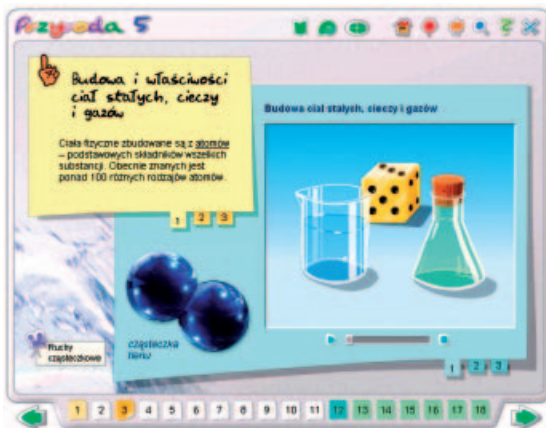 Przyroda 5
Budowa i właściwości
ciał stałych, cieczy
i gazów
Ciała fizyczne zbudowane są z atomów
– podstawowych składników wszelkich
substancji. Obecnie znanych jest
ponad 100 różnych rodzajów atomów.
1 2 3
Budowa ciał stałych, cieczy i gazów
cząsteczka
tlenu
Ruchy
cząsteczkowe
1 2 3
1 2 3 4 5 6 7 8 9 10 11 12 13 14 15 16 17 18